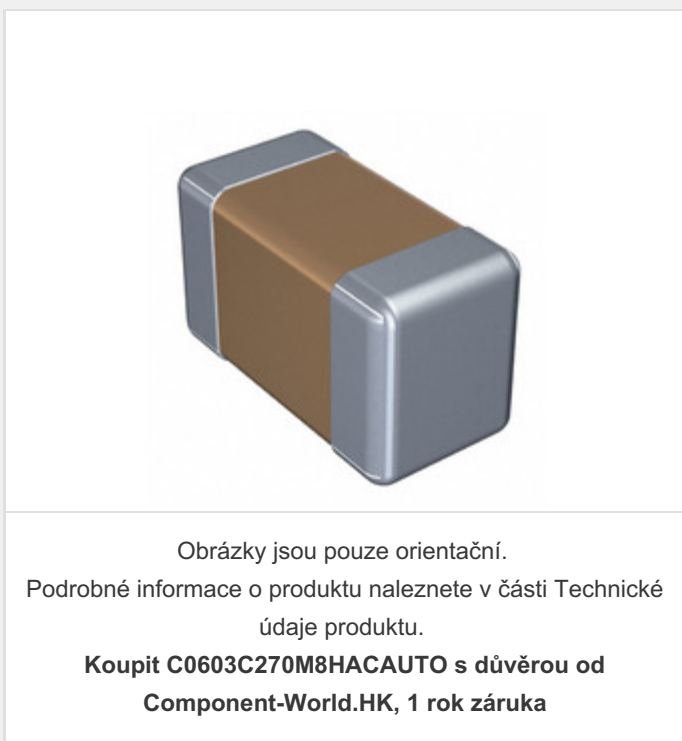 Obrázky jsou pouze orientační.
Podrobné informace o produktu naleznete v části Technické
údaje produktu.
Koupit C0603C270M8HACAUTO s důvěrou od
Component-World.HK, 1 rok záruka